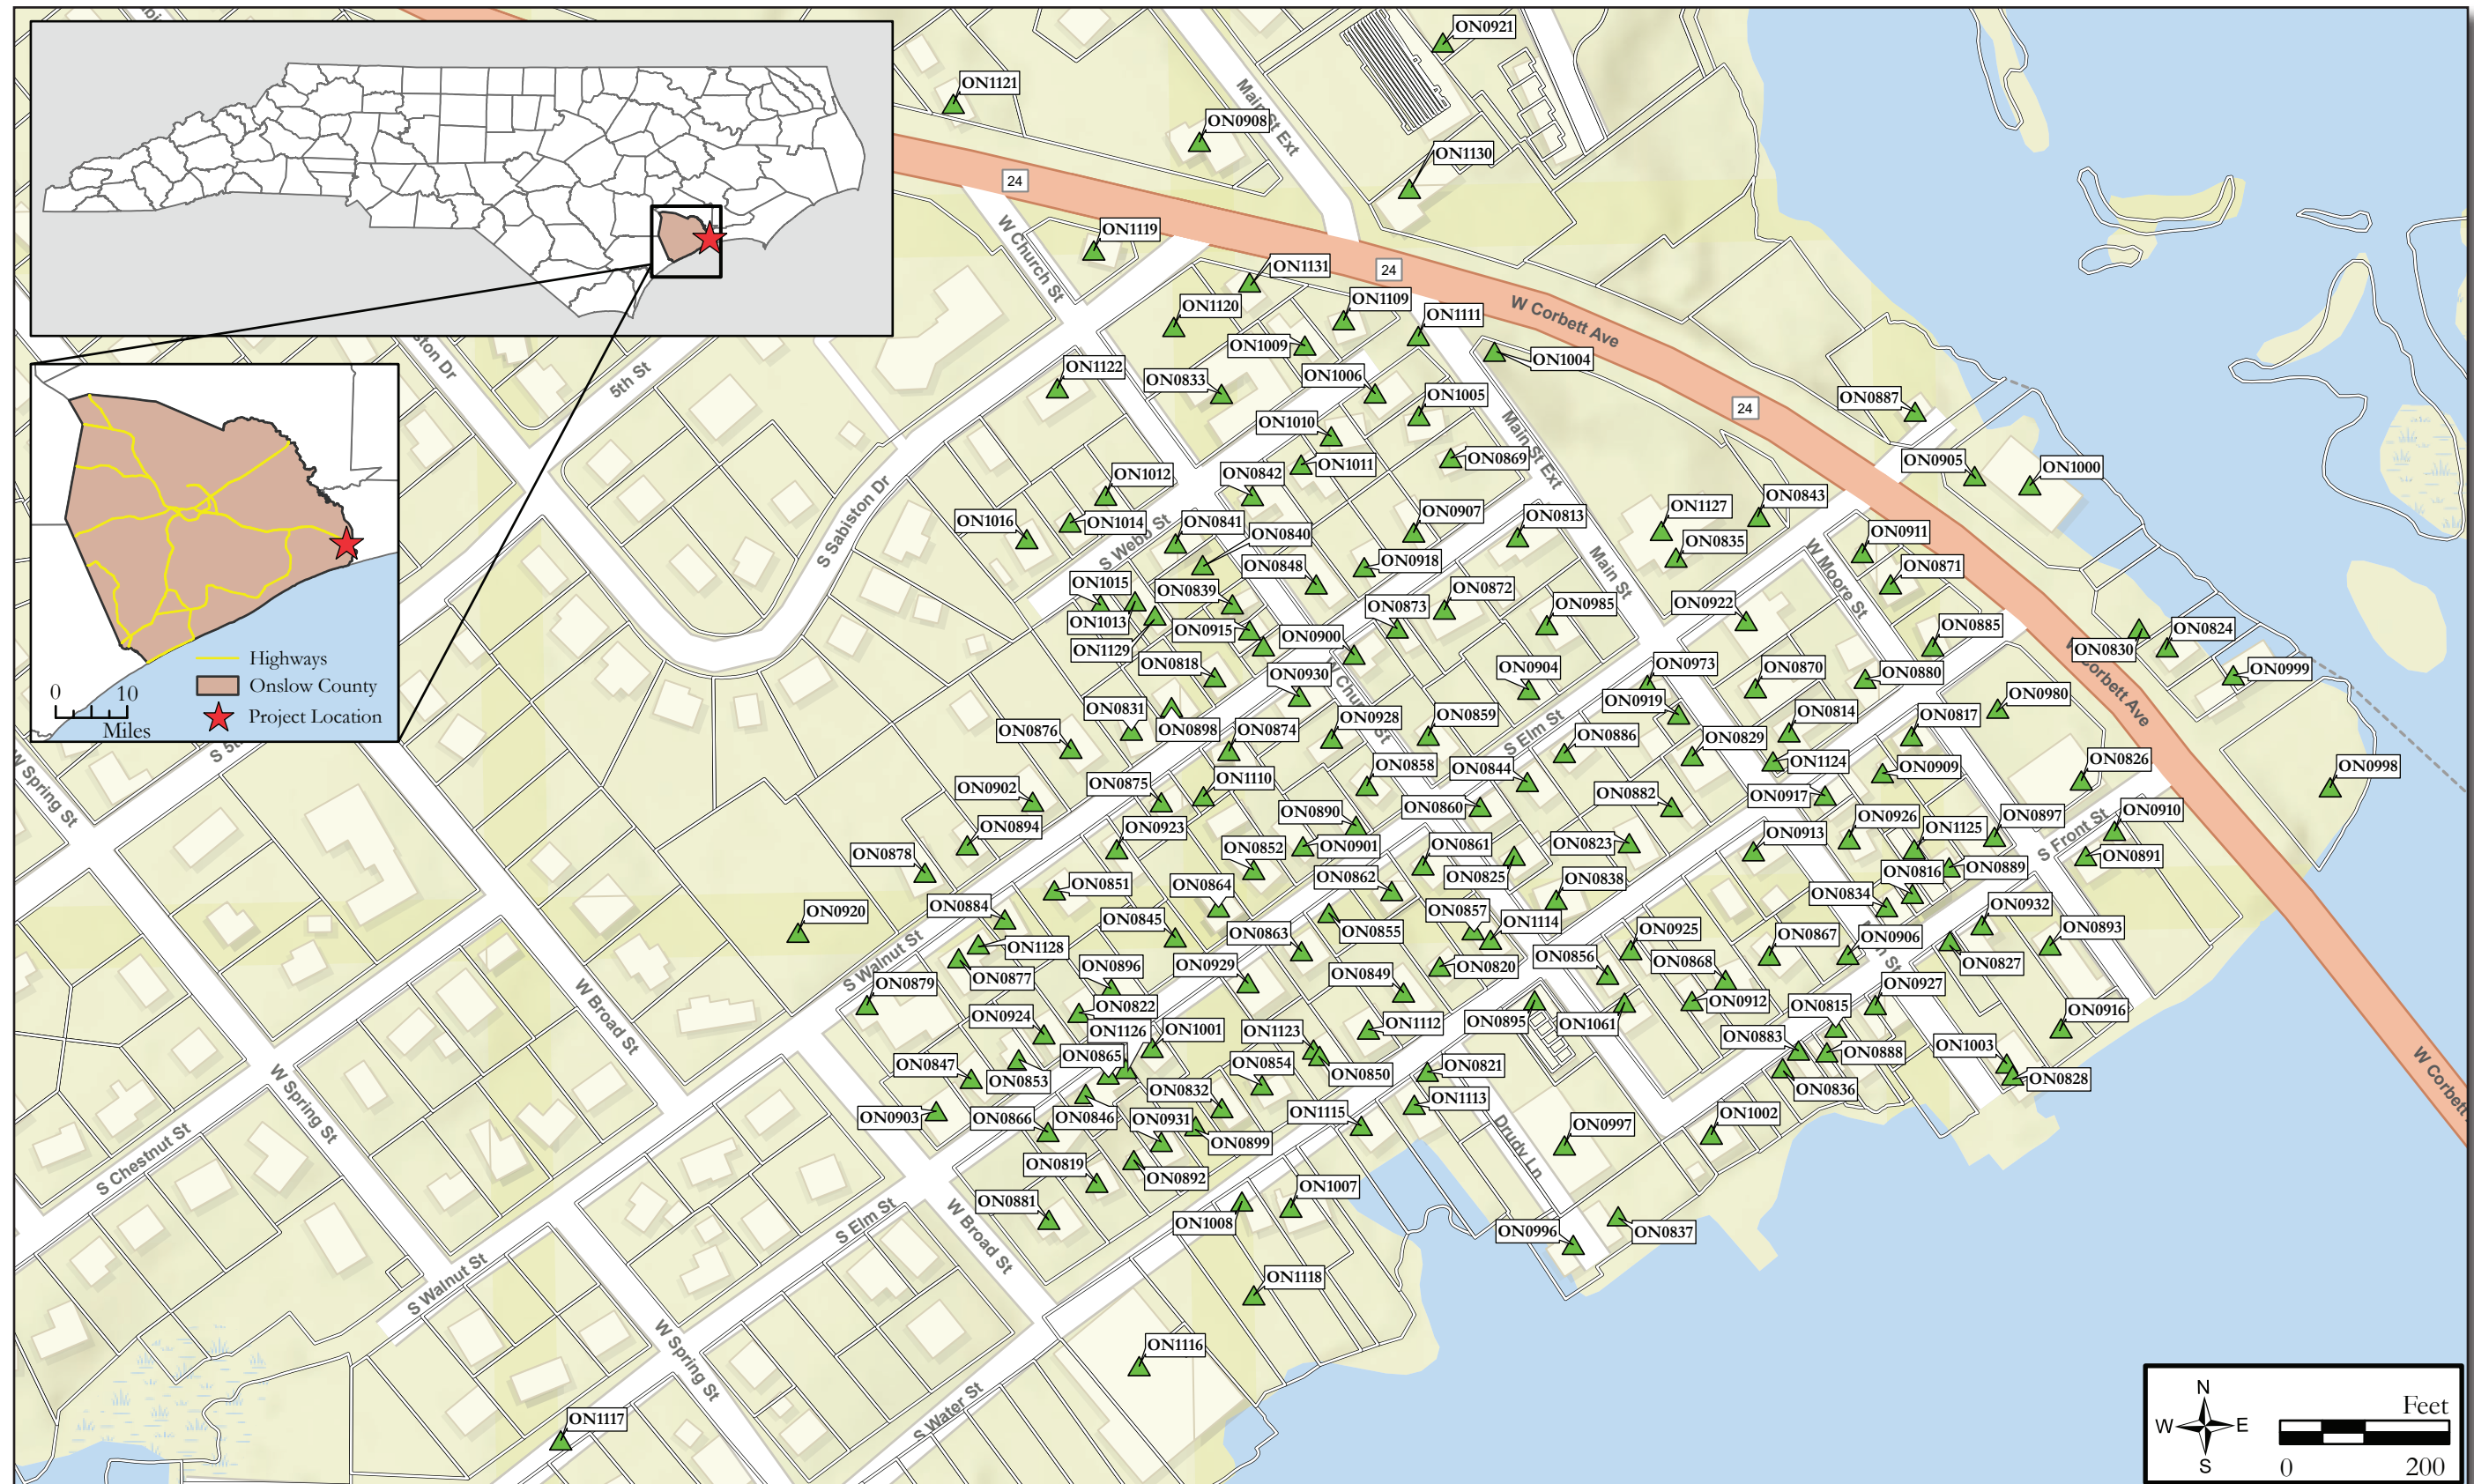 ON0921
ON1121
ON0908
Main St Ext
ON1130
24
W Church St
ON1119
ON1131
24
ON1120
ON1109
ON1111
W Corbett Ave
ON1009
ON1004
ON1122
ON0833
ON1006
ON1005
5th St
24
ON0887
ON1010
Main St Ext
ON1011
ON0869
ON0905
ON1000
ON1012
ON0842
ON1016
ON1014
ON0841
ON0907
ON0813
ON1127
ON0843
S Webb St
ON0840
ON0911
S Sabiston Dr
ON0848
ON0918
ON0835
W Moore St
ON0871
Main St
ON1015
ON0839
ON0872
ON0873
ON0985
ON0922
ON1013
ON0915
ON0900
ON0885
ON0824
ON1129
ON0830
ON0818
ON0930
ON0904
ON0973
ON0870
ON0880
ON0999
W Church St
Highways
Onslow County
Project Location
0 10
Miles
ON0919
ON0980
W Corbett Ave
ON0831
ON0898
ON0876
ON0874
ON0928
ON0859
S Elm St
ON0886
ON0814
ON0817
ON0829
ON1124
ON0858
ON0844
ON0909
ON0826
ON0998
ON0902
ON0875
ON1110
ON0860
ON0882
ON0917
W Spring St
ON0890
ON0894
ON0923
ON0913
ON0926
ON1125
ON0897
ON0910
S Front St
ON0878
ON0852
ON0901
ON0861
ON0823
ON0891
ON0862
ON0825
ON0838
ON0816
ON0889
ON0851
ON0864
ON0834
ON0884
ON0920
ON0845
ON0857
ON1114
ON0932
ON0855
ON0863
ON0925
ON0867
ON0906
ON0893
S Walnut St
ON1128
ON0877
ON0896
ON0929
ON0849
ON0820
ON0856
ON0868
ON0827
ON0879
ON0822
ON0912
ON0927
ON0815
W Broad St
ON0924
ON1126
ON1001
ON1123
ON1112
ON0895
ON1061
ON0916
ON0883
ON0847
ON0853
ON0865
ON0854
ON0850
ON0821
ON0888
ON1003
ON0828
ON0836
W Corbett
W Spring St
ON0903
ON0866
ON0846
ON0832
ON0931
ON0899
ON1115
ON1113
ON0997
ON1002
Drudy Ln
S Chestnut St
ON0819
ON0892
ON0881
ON1007
ON1008
S Elm St
W Broad St
ON0996
ON0837
S Walnut St
ON1118
W Spring St
ON1116
S Water St
ON1117
N
W E
S
Feet
0 200